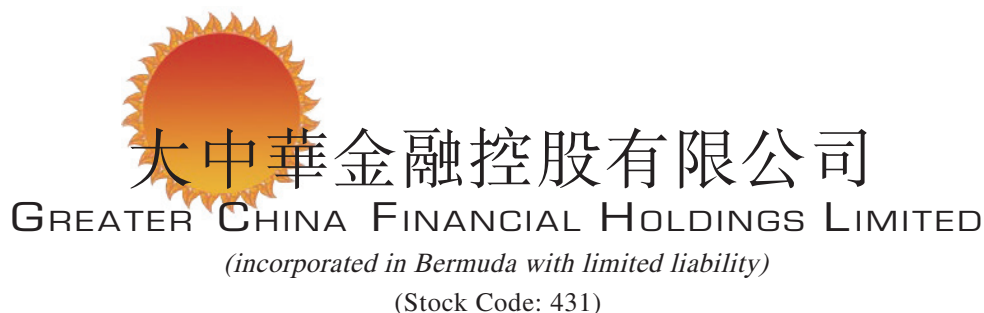 大中華金融控股有限公司
GREATER CHINA FINANCIAL HOLDINGS LIMITED
(incorporated in Bermuda with limited liability)
(Stock Code: 431)